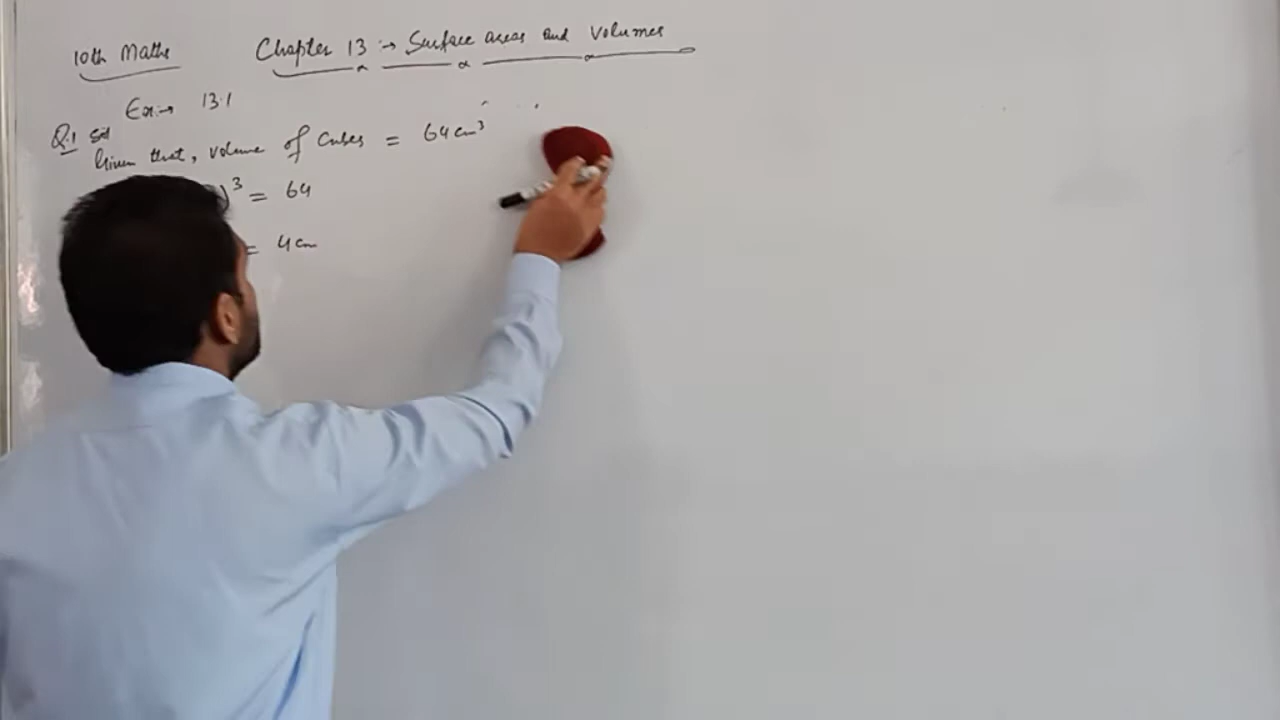 10th Maths Chapter 13 :→ Surface areas and Volumes
Ex:→ 13.1
Q.1 Sol
Given that, volume of Cubes = 64 cm³
)³ = 64
= 4 cm